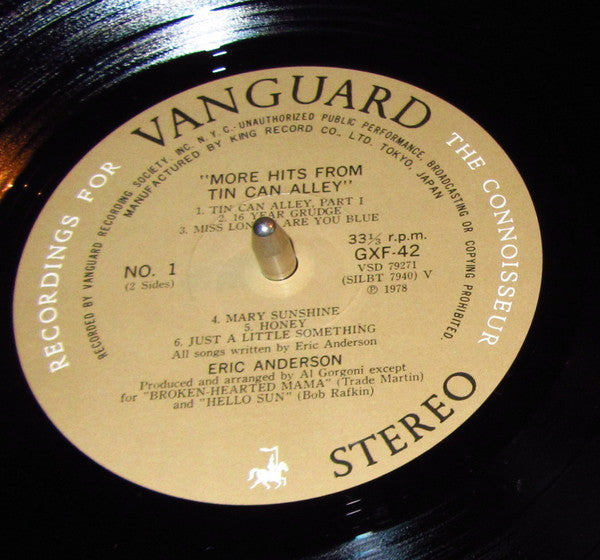 VANGUARD
RECORDINGS FOR THE CONNOISSEUR
RECORDED BY VANGUARD RECORDING SOCIETY, INC. N.Y.C.·UNAUTHORIZED PUBLIC PERFORMANCE, BROADCASTING OR COPYING PROHIBITED.
MANUFACTURED BY KING RECORD CO., LTD. TOKYO, JAPAN
"MORE HITS FROM
TIN CAN ALLEY"
1. TIN CAN ALLEY, PART I
2. 16 YEAR GRUDGE
3. MISS ARE YOU BLUE
NO. 1
(2 Sides)
33⅓ r.p.m.
GXF-42
VSD 79271
(SILBT 7940) V
℗ 1978
4. MARY SUNSHINE
5. HONEY
6. JUST A LITTLE SOMETHING
All songs written by Eric Anderson
ERIC ANDERSON
Produced and arranged by Al Gorgoni except
for "BROKEN-HEARTED MAMA" (Trade Martin)
and "HELLO SUN" (Bob Rafkin)
STEREO